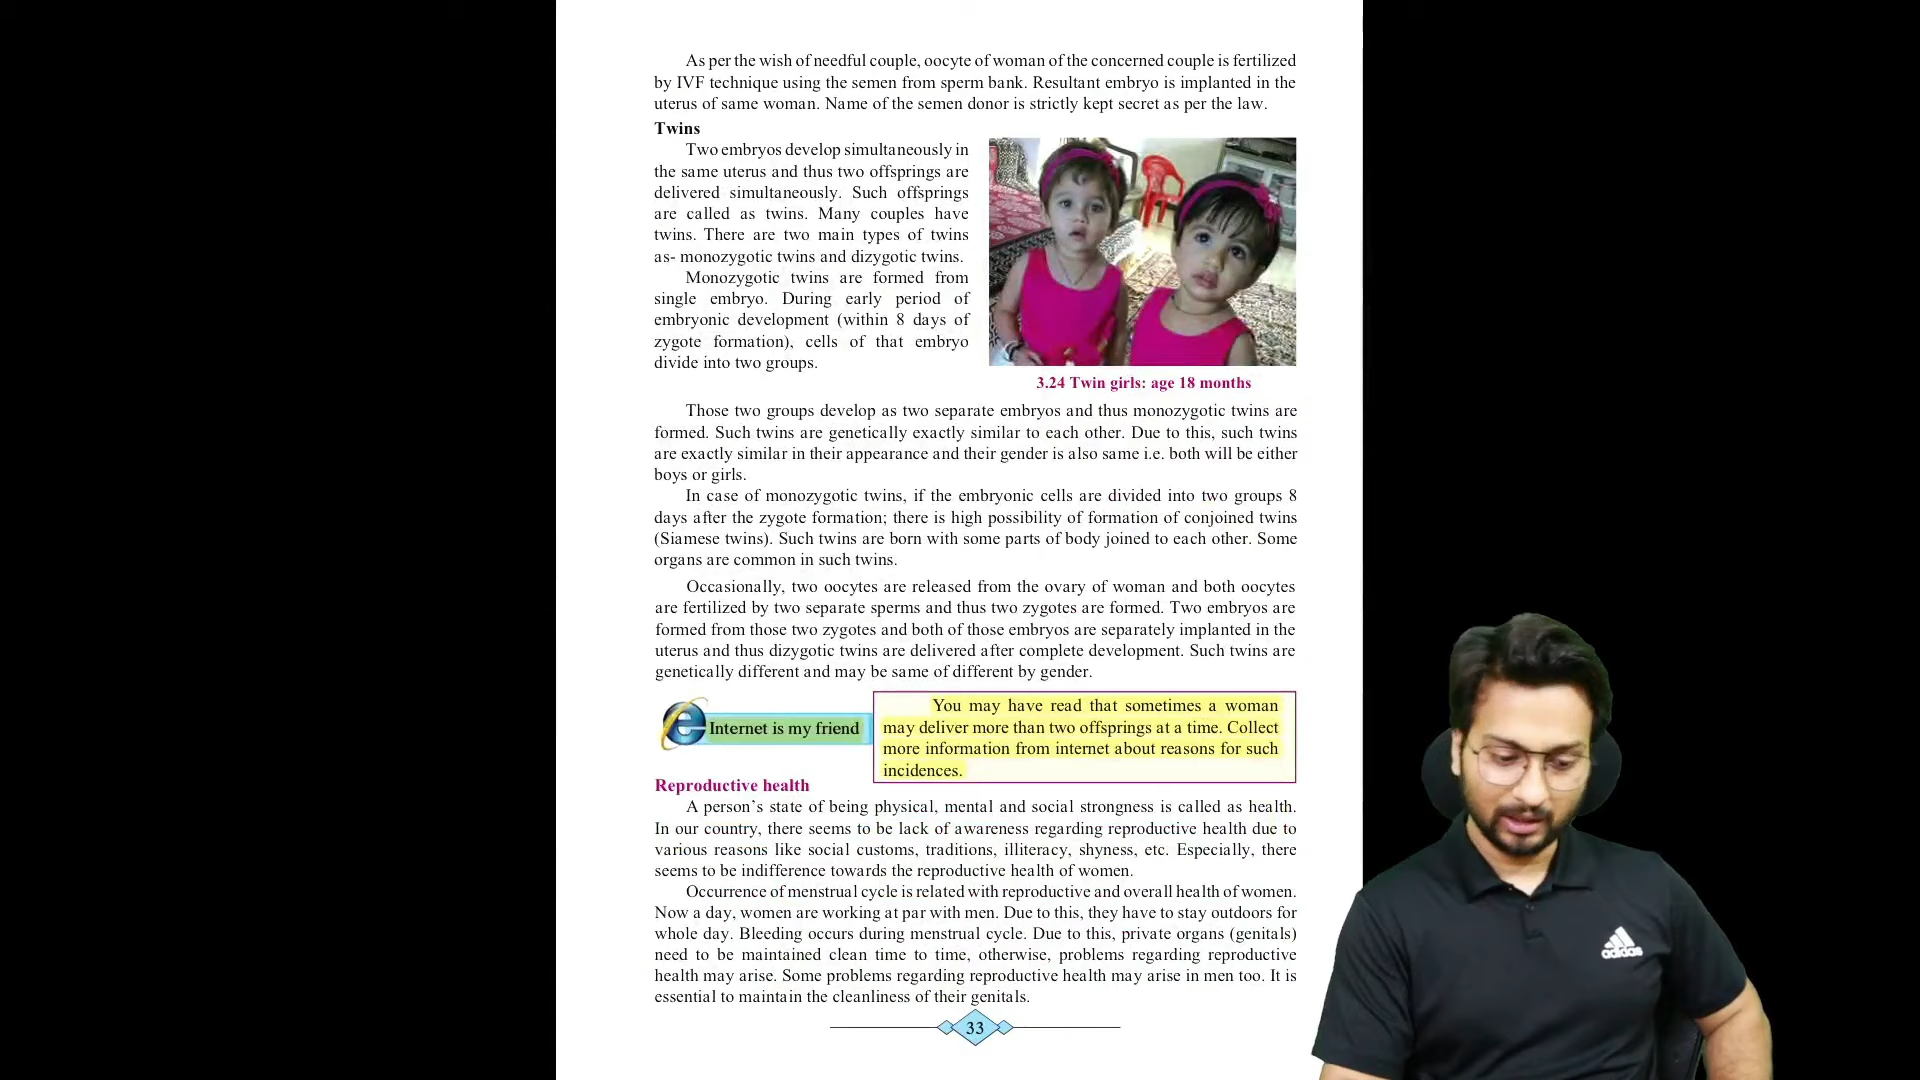 As per the wish of needful couple, oocyte of woman of the concerned couple is fertilized
by IVF technique using the semen from sperm bank. Resultant embryo is implanted in the
uterus of same woman. Name of the semen donor is strictly kept secret as per the law.
Twins
Two embryos develop simultaneously in
the same uterus and thus two offsprings are
delivered simultaneously. Such offsprings
are called as twins. Many couples have
twins. There are two main types of twins
as- monozygotic twins and dizygotic twins.
Monozygotic twins are formed from
single embryo. During early period of
embryonic development (within 8 days of
zygote formation), cells of that embryo
divide into two groups.
3.24 Twin girls: age 18 months
Those two groups develop as two separate embryos and thus monozygotic twins are
formed. Such twins are genetically exactly similar to each other. Due to this, such twins
are exactly similar in their appearance and their gender is also same i.e. both will be either
boys or girls.
In case of monozygotic twins, if the embryonic cells are divided into two groups 8
days after the zygote formation; there is high possibility of formation of conjoined twins
(Siamese twins). Such twins are born with some parts of body joined to each other. Some
organs are common in such twins.
Occasionally, two oocytes are released from the ovary of woman and both oocytes
are fertilized by two separate sperms and thus two zygotes are formed. Two embryos are
formed from those two zygotes and both of those embryos are separately implanted in the
uterus and thus dizygotic twins are delivered after complete development. Such twins are
genetically different and may be same of different by gender.
Internet is my friend
You may have read that sometimes a woman
may deliver more than two offsprings at a time. Collect
more information from internet about reasons for such
incidences.
Reproductive health
A person's state of being physical, mental and social strongness is called as health.
In our country, there seems to be lack of awareness regarding reproductive health due to
various reasons like social customs, traditions, illiteracy, shyness, etc. Especially, there
seems to be indifference towards the reproductive health of women.
Occurrence of menstrual cycle is related with reproductive and overall health of women.
Now a day, women are working at par with men. Due to this, they have to stay outdoors for
whole day. Bleeding occurs during menstrual cycle. Due to this, private organs (genitals)
need to be maintained clean time to time, otherwise, problems regarding reproductive
health may arise. Some problems regarding reproductive health may arise in men too. It is
essential to maintain the cleanliness of their genitals.
33
adidas